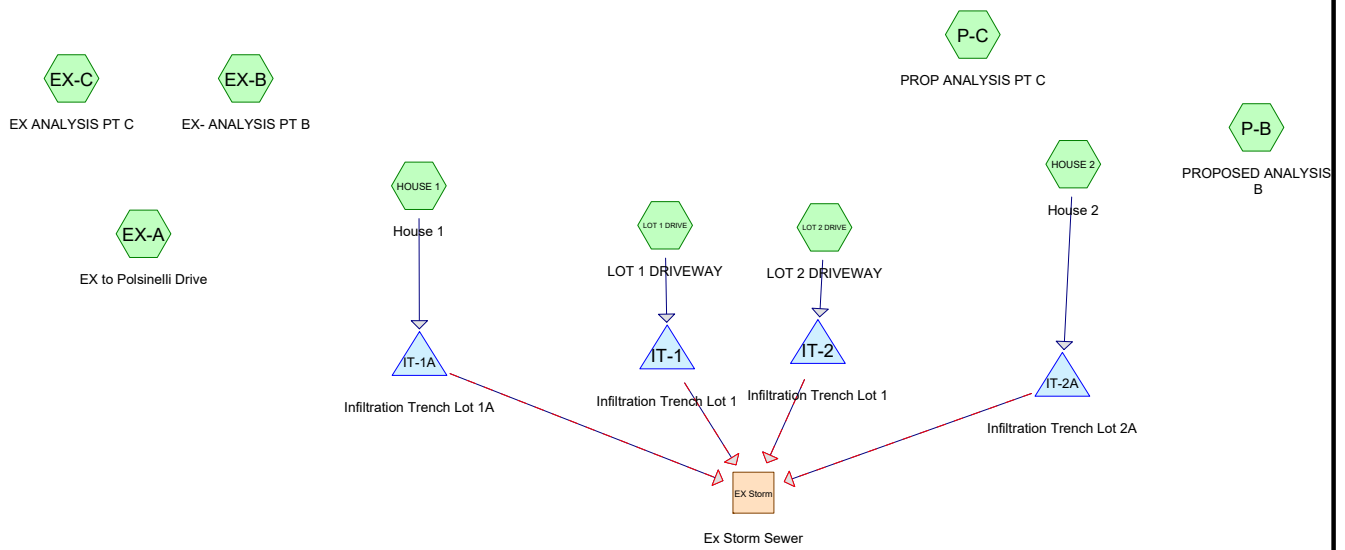 P-C
PROP ANALYSIS PT C
EX-C
EX ANALYSIS PT C
EX-B
EX- ANALYSIS PT B
P-B
PROPOSED ANALYSIS
B
HOUSE 1
House 1
HOUSE 2
House 2
EX-A
EX to Polsinelli Drive
LOT 1 DRIVE
LOT 1 DRIVEWAY
LOT 2 DRIVE
LOT 2 DRIVEWAY
IT-1A
Infiltration Trench Lot 1A
IT-1
Infiltration Trench Lot 1
IT-2
Infiltration Trench Lot 1
IT-2A
Infiltration Trench Lot 2A
EX Storm
Ex Storm Sewer